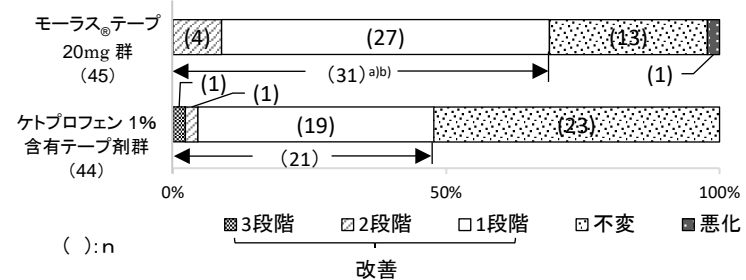 モーラス®テープ
20mg 群
(45)
(4)
(27)
(13)
(31)a)b)
(1)
(1)
(1)
ケトプロフェン 1%
含有テープ剤群
(44)
(19)
(23)
(21)
0%
50%
100%
( ):n
3段階
2段階
1段階
不変
悪化
改善